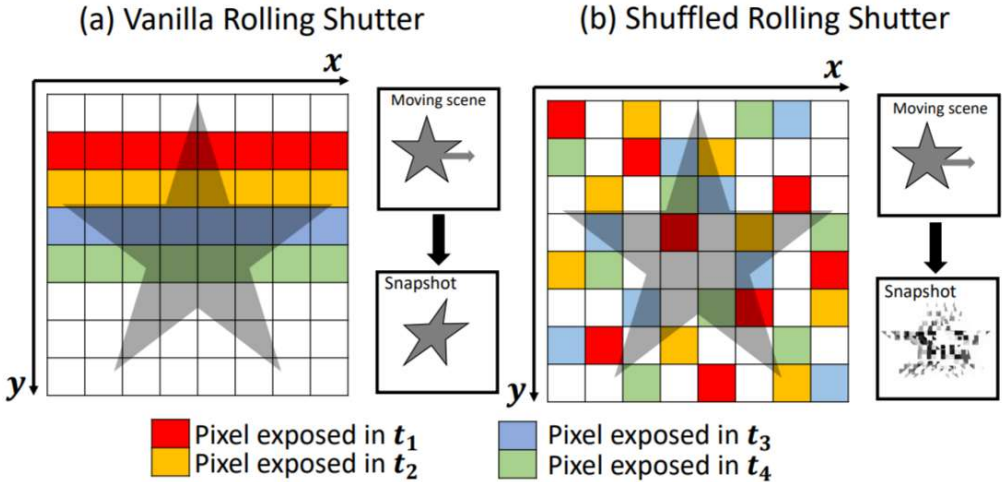 (a) Vanilla Rolling Shutter
(b) Shuffled Rolling Shutter
x
Moving scene
Snapshot
y
x
Moving scene
Snapshot
y
Pixel exposed in t₁
Pixel exposed in t₂
Pixel exposed in t₃
Pixel exposed in t₄